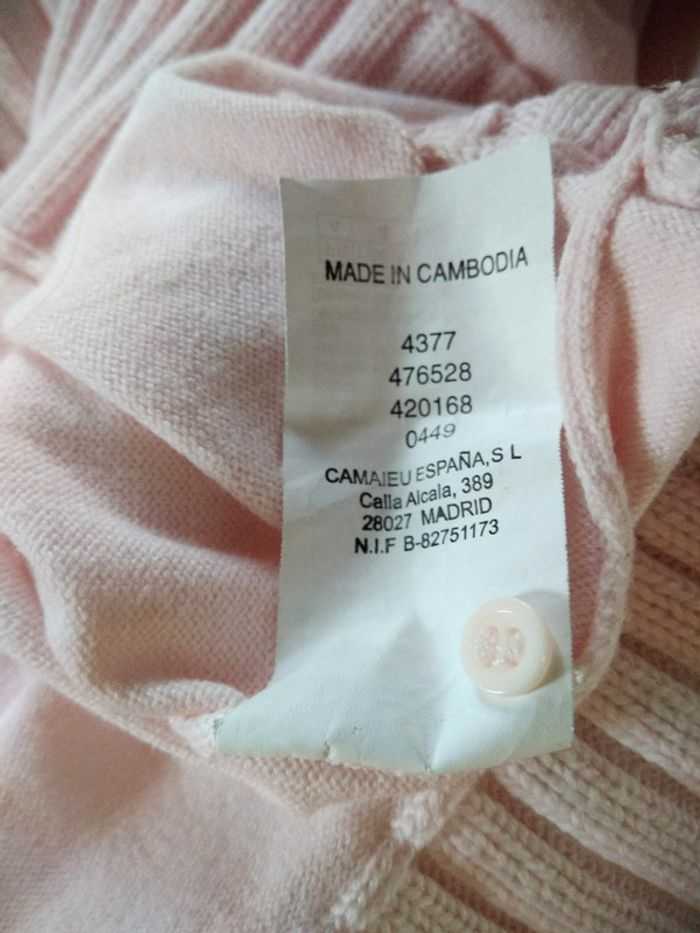 MADE IN CAMBODIA
4377
476528
420168
0449
CAMAIEU ESPAÑA,S L
Calla Alcala, 389
28027 MADRID
N.I.F B-82751173